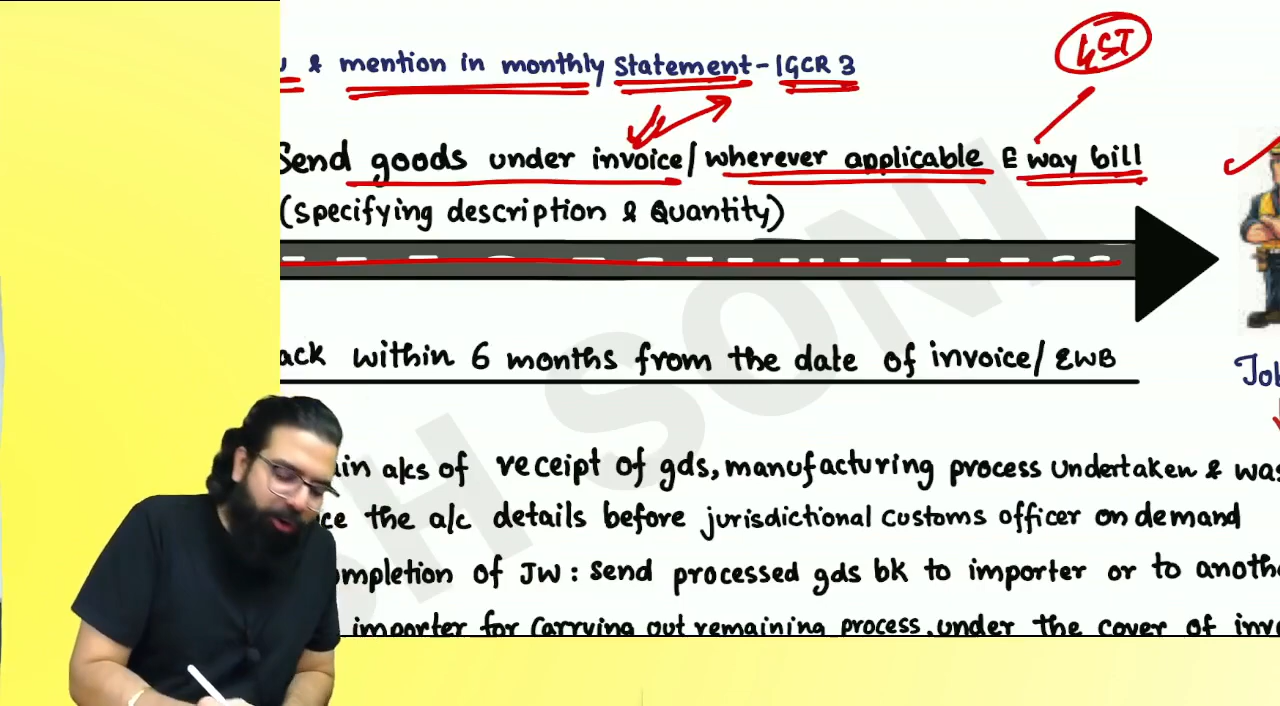 & mention in monthly Statement - IGCR 3
GST
Send goods under invoice/ wherever applicable E way bill
(specifying description & Quantity)
ack within 6 months from the date of invoice/ EWB
Job
in a/cs of receipt of gds, manufacturing process undertaken & was
ce the a/c details before jurisdictional customs officer on demand
ompletion of JW: Send processed gds bk to importer or to anothe
importer for carrying out remaining process, under the cover of inv
SH SONI